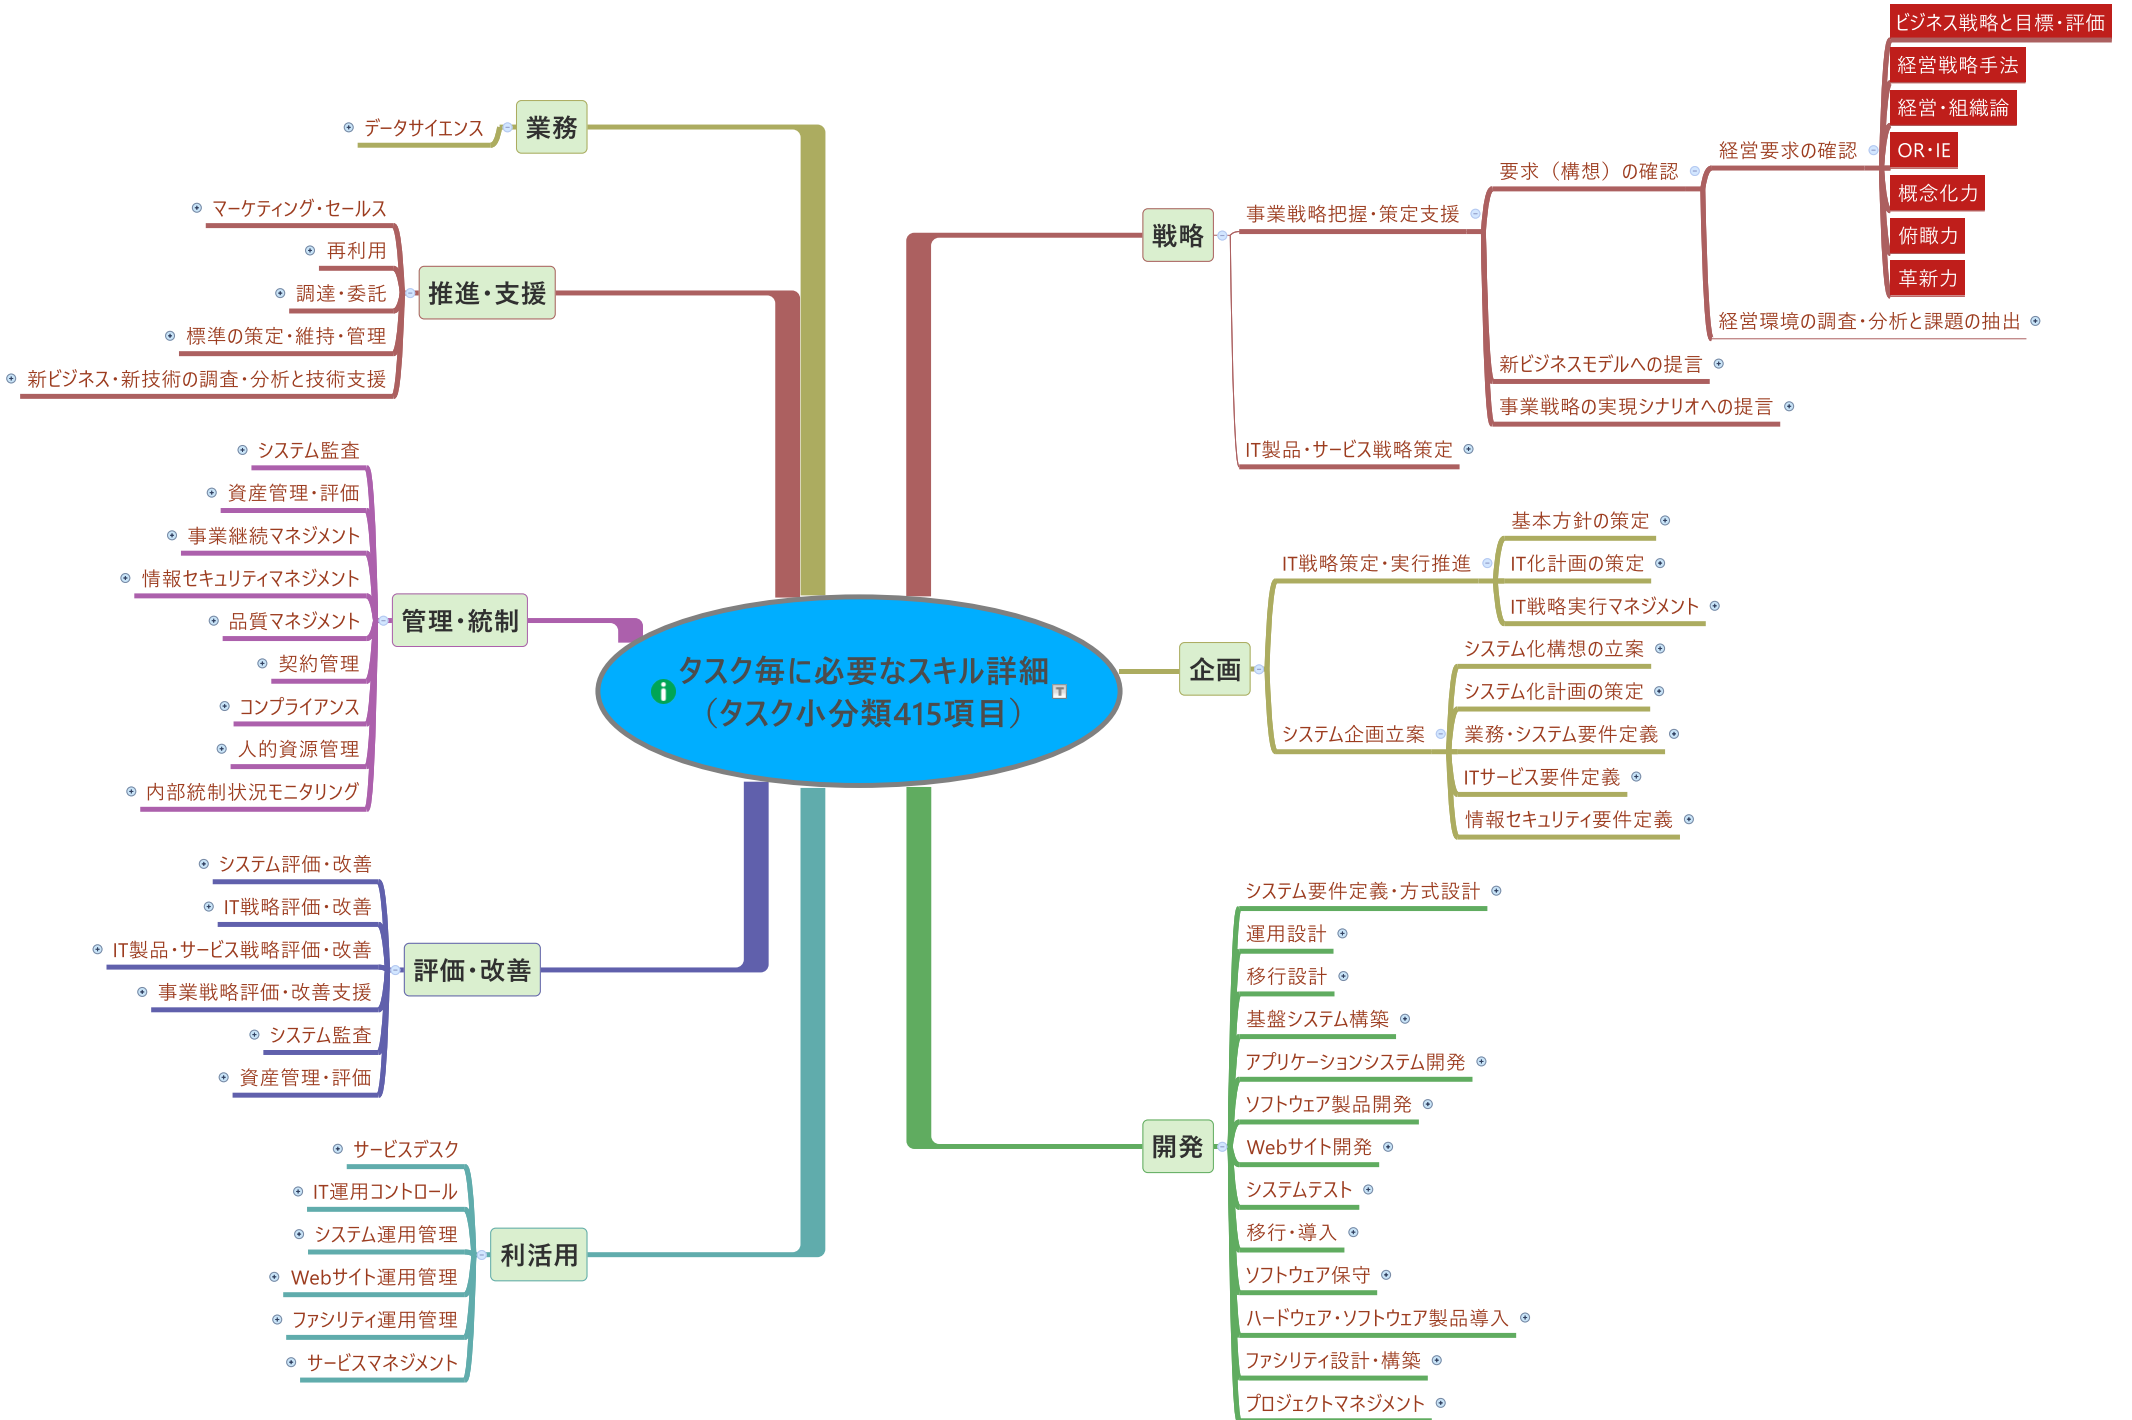 タスク毎に必要なスキル詳細
（タスク小分類415項目）
戦略
事業戦略把握・策定支援
要求（構想）の確認
経営要求の確認
ビジネス戦略と目標・評価
経営戦略手法
経営・組織論
OR・IE
概念化力
俯瞰力
革新力
経営環境の調査・分析と課題の抽出
新ビジネスモデルへの提言
事業戦略の実現シナリオへの提言
IT製品・サービス戦略策定
企画
IT戦略策定・実行推進
基本方針の策定
IT化計画の策定
IT戦略実行マネジメント
システム企画立案
システム化構想の立案
システム化計画の策定
業務・システム要件定義
ITサービス要件定義
情報セキュリティ要件定義
開発
システム要件定義・方式設計
運用設計
移行設計
基盤システム構築
アプリケーションシステム開発
ソフトウェア製品開発
Webサイト開発
システムテスト
移行・導入
ソフトウェア保守
ハードウェア・ソフトウェア製品導入
ファシリティ設計・構築
プロジェクトマネジメント
業務
データサイエンス
推進・支援
マーケティング・セールス
再利用
調達・委託
標準の策定・維持・管理
新ビジネス・新技術の調査・分析と技術支援
管理・統制
システム監査
資産管理・評価
事業継続マネジメント
情報セキュリティマネジメント
品質マネジメント
契約管理
コンプライアンス
人的資源管理
内部統制状況モニタリング
評価・改善
システム評価・改善
IT戦略評価・改善
IT製品・サービス戦略評価・改善
事業戦略評価・改善支援
システム監査
資産管理・評価
利活用
サービスデスク
IT運用コントロール
システム運用管理
Webサイト運用管理
ファシリティ運用管理
サービスマネジメント